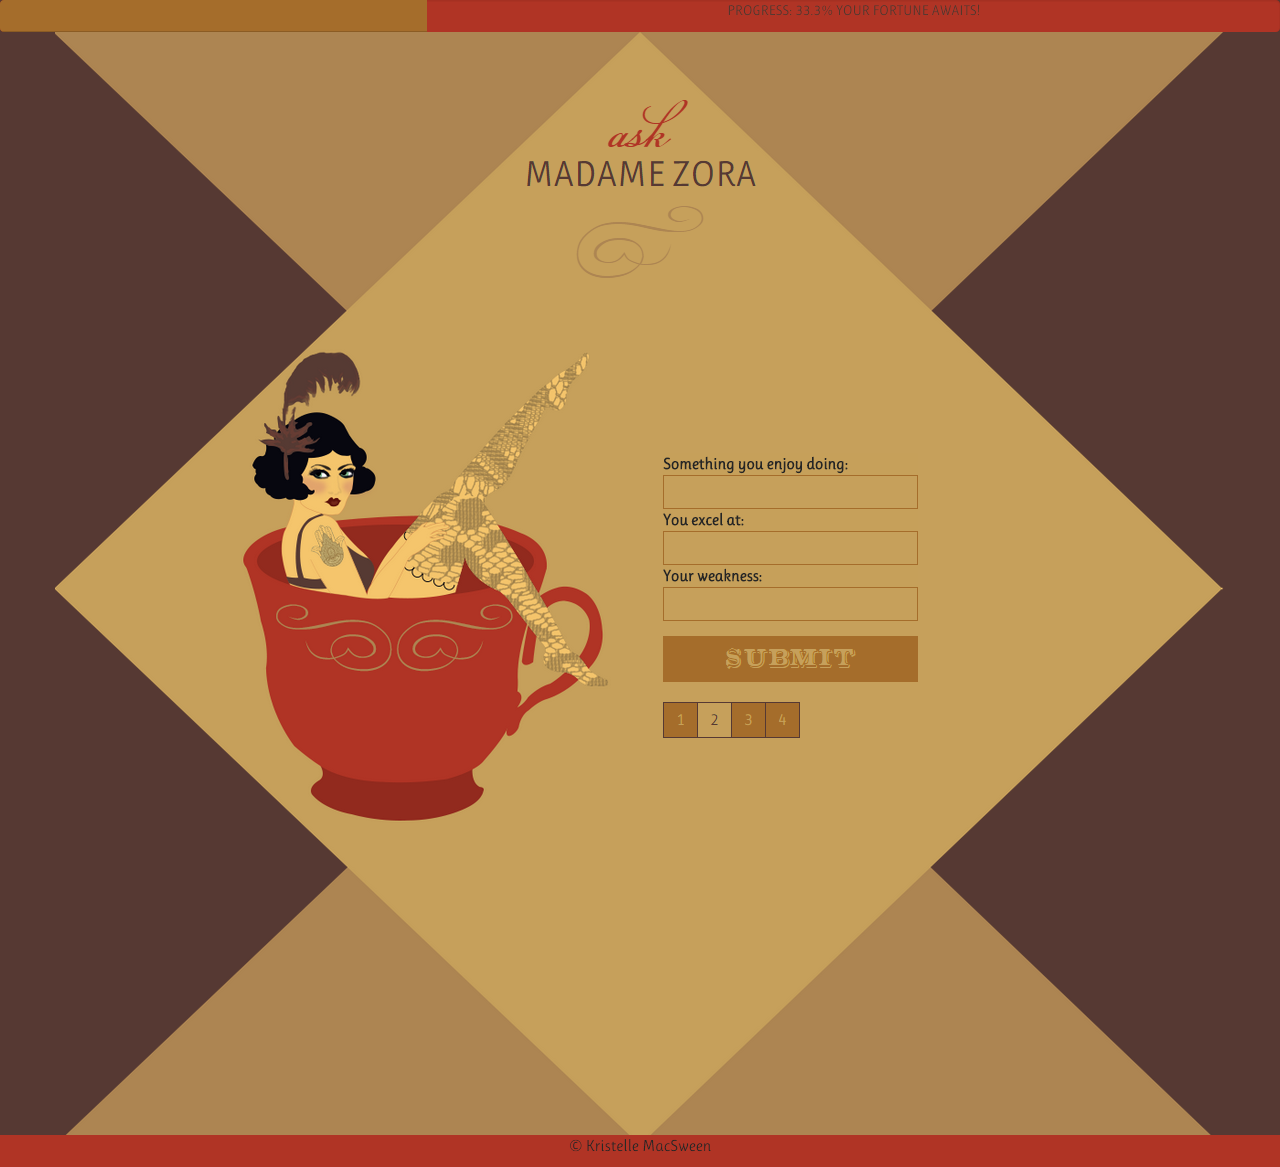 PROGRESS: 33.3% YOUR FORTUNE AWAITS!
ask
MADAME ZORA
Something you enjoy doing:
You excel at:
Your weakness:
SUBMIT
1 2 3 4
© Kristelle MacSween